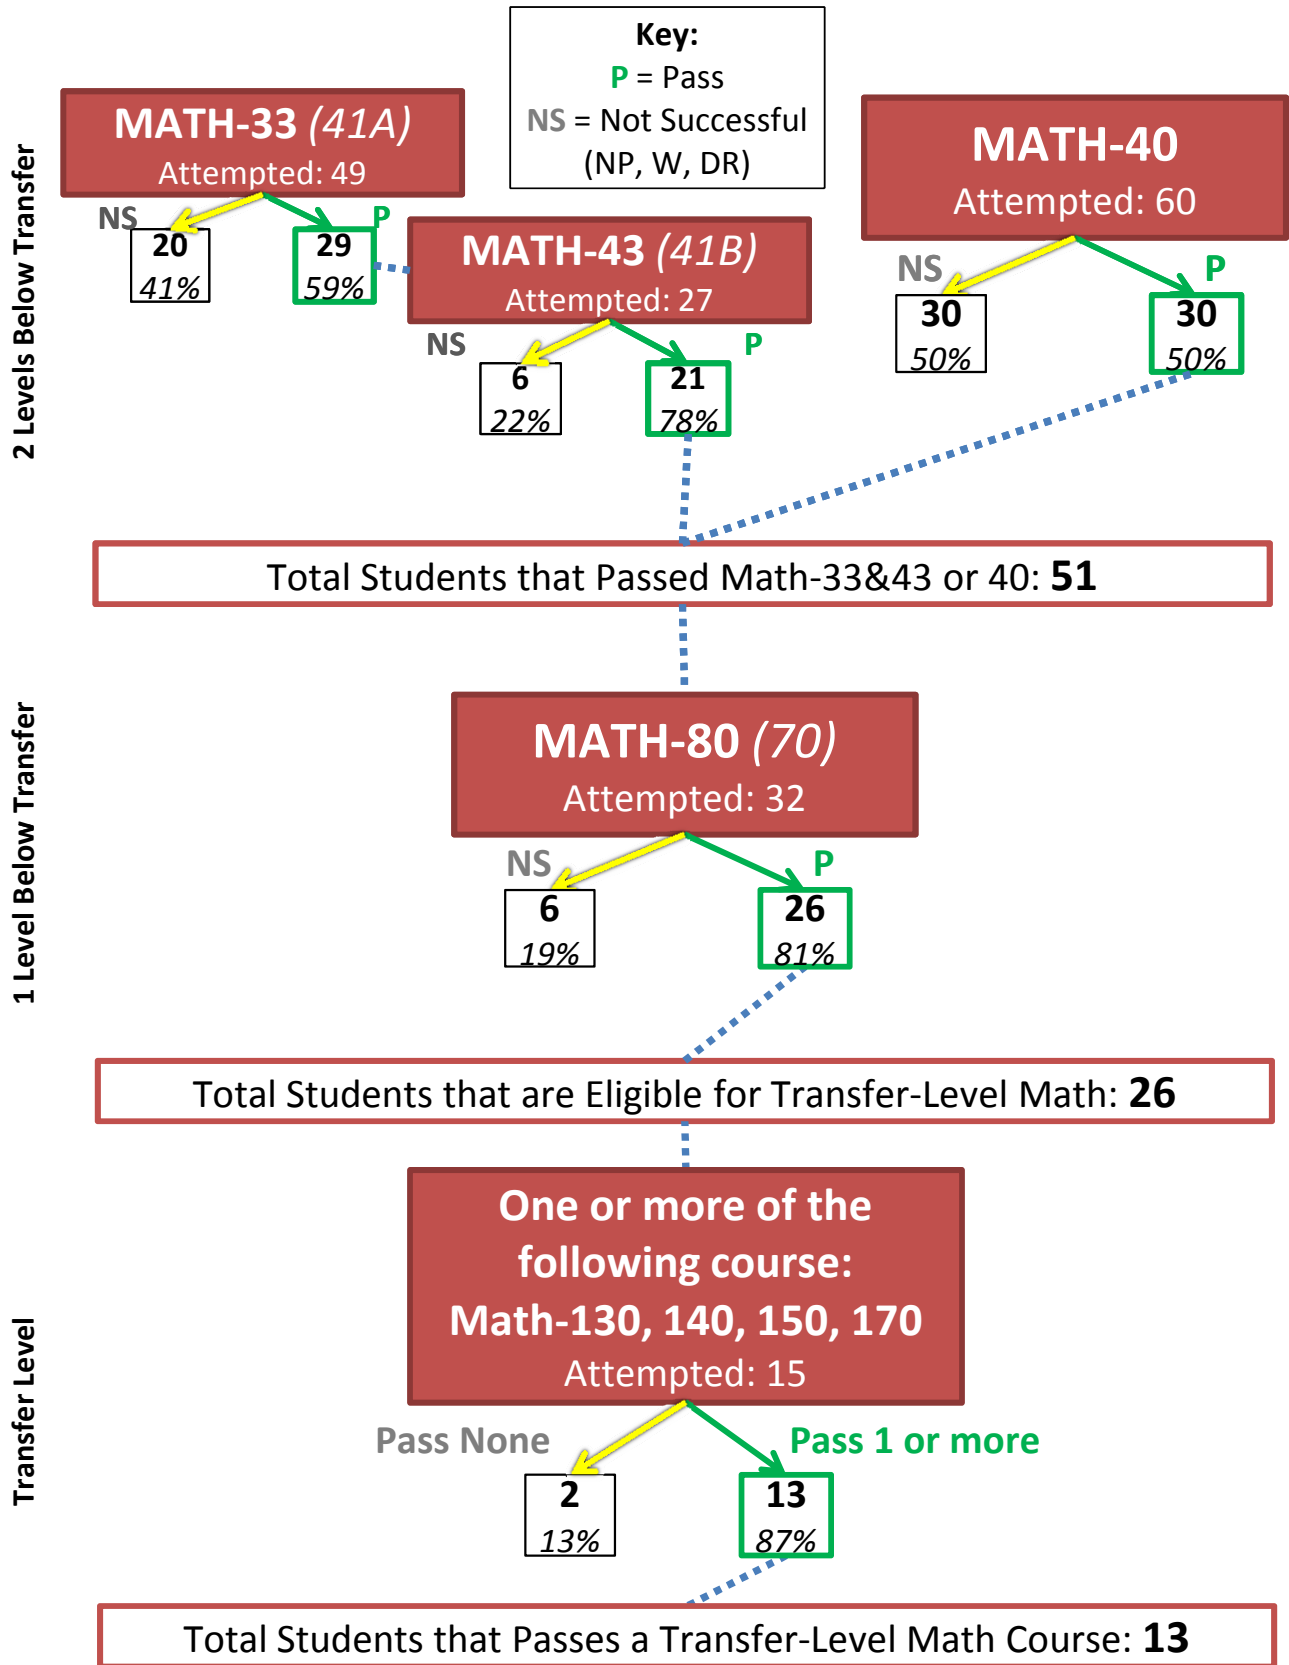 Key:
P = Pass
NS = Not Successful
(NP, W, DR)
2 Levels Below Transfer
MATH-33 (41A)
Attempted: 49
NS
P
20
41%
29
59%
MATH-43 (41B)
Attempted: 27
NS
P
6
22%
21
78%
MATH-40
Attempted: 60
NS
P
30
50%
30
50%
Total Students that Passed Math-33&43 or 40: 51
1 Level Below Transfer
MATH-80 (70)
Attempted: 32
NS
P
6
19%
26
81%
Total Students that are Eligible for Transfer-Level Math: 26
Transfer Level
One or more of the
following course:
Math-130, 140, 150, 170
Attempted: 15
Pass None
Pass 1 or more
2
13%
13
87%
Total Students that Passes a Transfer-Level Math Course: 13